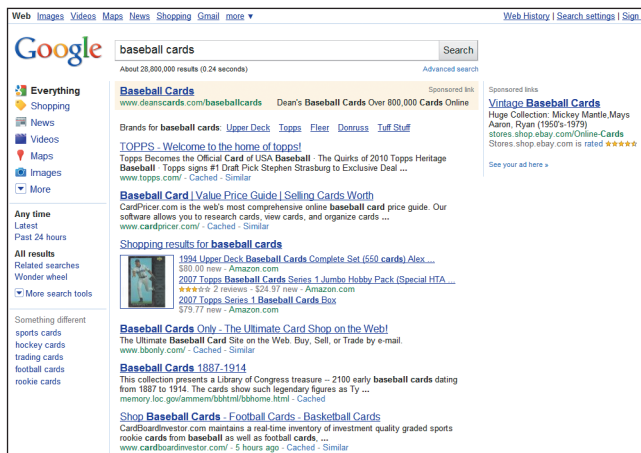 Web Images Videos Maps News Shopping Gmail more ▼
Web History | Search settings | Sign
Google
baseball cards
Search
About 28,800,000 results (0.24 seconds)
Advanced search
Everything
Shopping
News
Videos
Maps
Images
More
Any time
Latest
Past 24 hours
All results
Related searches
Wonder wheel
More search tools
Something different
sports cards
hockey cards
trading cards
football cards
rookie cards
Baseball Cards
Sponsored link
www.deanscards.com/baseballcards Dean's Baseball Cards Over 800,000 Cards Online
Brands for baseball cards: Upper Deck Topps Fleer Donruss Tuff Stuff
TOPPS - Welcome to the home of topps!
Topps Becomes the Official Card of USA Baseball · The Quirks of 2010 Topps Heritage
Baseball · Topps signs #1 Draft Pick Stephen Strasburg to Exclusive Deal ...
www.topps.com/ - Cached - Similar
Baseball Card | Value Price Guide | Selling Cards Worth
CardPricer.com is the web's most comprehensive online baseball card price guide. Our
software allows you to research cards, view cards, and organize cards ...
www.cardpricer.com/ - Cached - Similar
Shopping results for baseball cards
1994 Upper Deck Baseball Cards Complete Set (550 cards) Alex ...
$80.00 new - Amazon.com
2007 Topps Baseball Cards Series 1 Jumbo Hobby Pack (Special HTA ...
2 reviews - $24.97 new - Amazon.com
2007 Topps Series 1 Baseball Cards Box
$79.77 new - Amazon.com
Baseball Cards Only - The Ultimate Card Shop on the Web!
The Ultimate Baseball Card Site on the Web. Buy, Sell, or Trade by e-mail.
www.bbonly.com/ - Cached - Similar
Baseball Cards 1887-1914
This collection presents a Library of Congress treasure -- 2100 early baseball cards dating
from 1887 to 1914. The cards show such legendary figures as Ty ...
memory.loc.gov/ammem/bbhtml/bbhome.html - Cached
Shop Baseball Cards - Football Cards - Basketball Cards
CardBoardInvestor.com maintains a real-time inventory of investment quality graded sports
rookie cards from baseball as well as football cards, ...
www.cardboardinvestor.com/ - 5 hours ago - Cached - Similar
Sponsored links
Vintage Baseball Cards
Huge Collection: Mickey Mantle,Mays
Aaron, Ryan (1950's-1979)
stores.shop.ebay.com/Online-Cards
Stores.shop.ebay.com is rated
See your ad here »